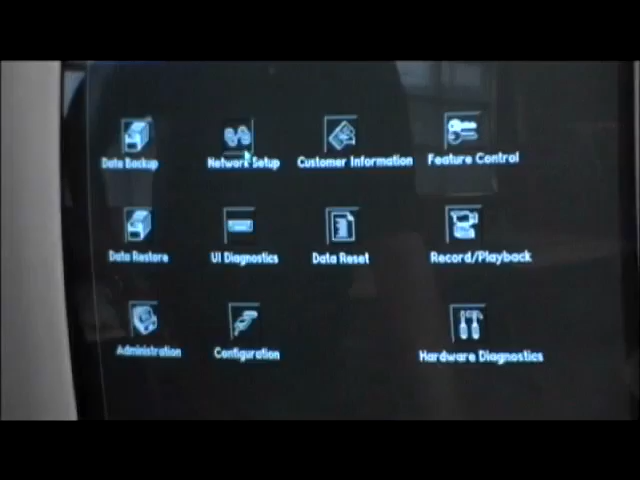 Data Backup
Network Setup
Customer Information
Feature Control
Data Restore
UI Diagnostics
Data Reset
Record/Playback
Administration
Configuration
Hardware Diagnostics